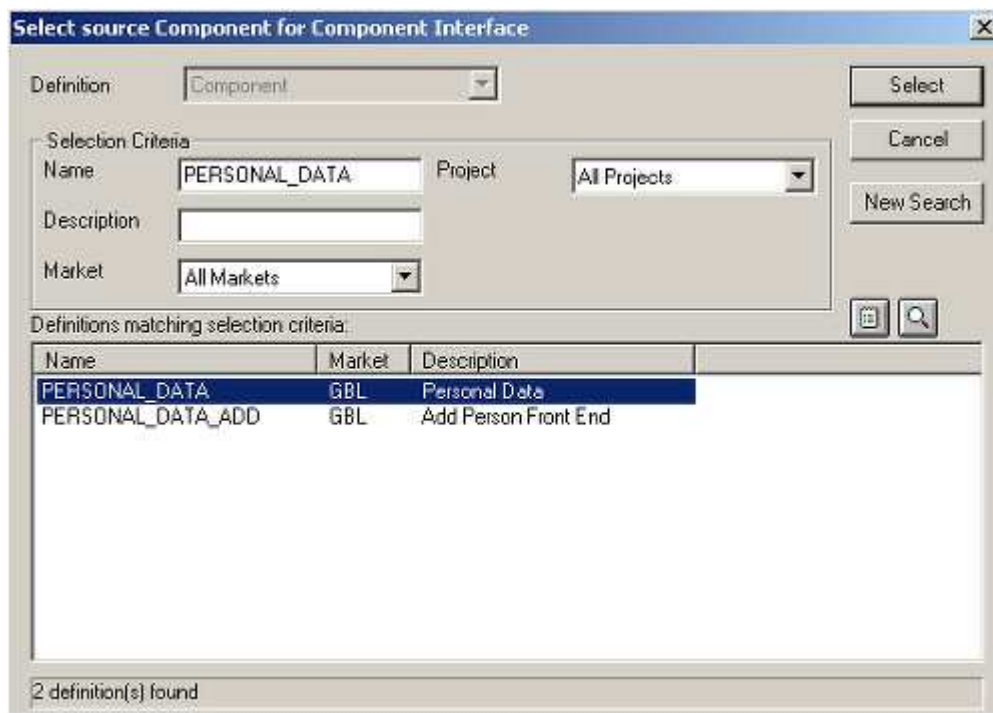 Select source Component for Component Interface
Definition Component Select
Selection Criteria Cancel
Name PERSONAL_DATA Project All Projects
New Search
Description
Market All Markets
Definitions matching selection criteria:
Name Market Description
PERSONAL_DATA GBL Personal Data
PERSONAL_DATA_ADD GBL Add Person Front End
2 definition(s) found